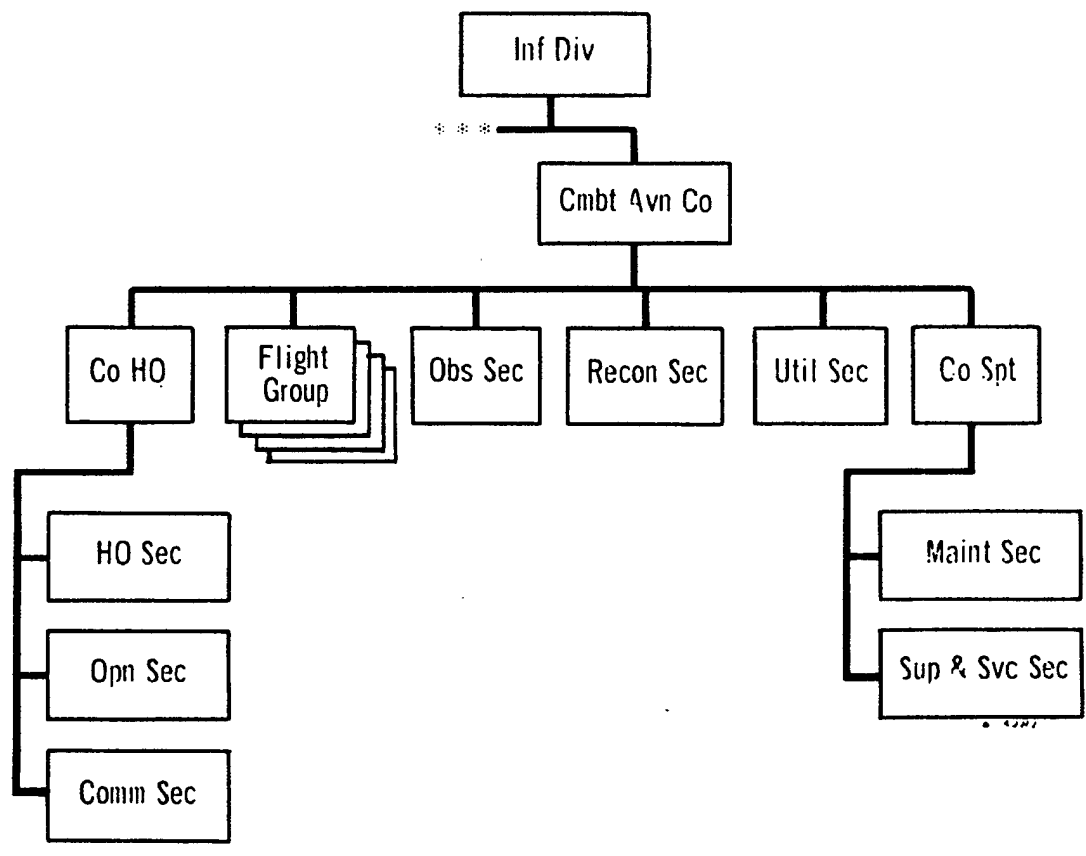 Inf Div
* * *
Cmbt Avn Co
Co HQ
Flight
Group
Obs Sec
Recon Sec
Util Sec
Co Spt
HQ Sec
Maint Sec
Opn Sec
Sup & Svc Sec
Comm Sec